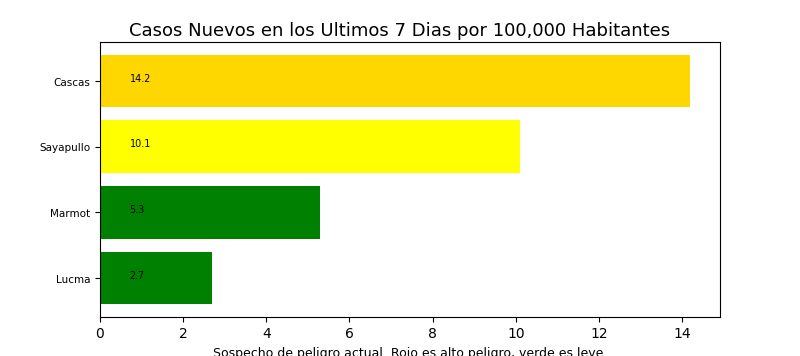 Casos Nuevos en los Ultimos 7 Dias por 100,000 Habitantes
Cascas
14.2
Sayapullo
10.1
Marmot
5.3
Lucma
2.7
0 2 4 6 8 10 12 14
Sospecho de peligro actual. Rojo es alto peligro, verde es leve